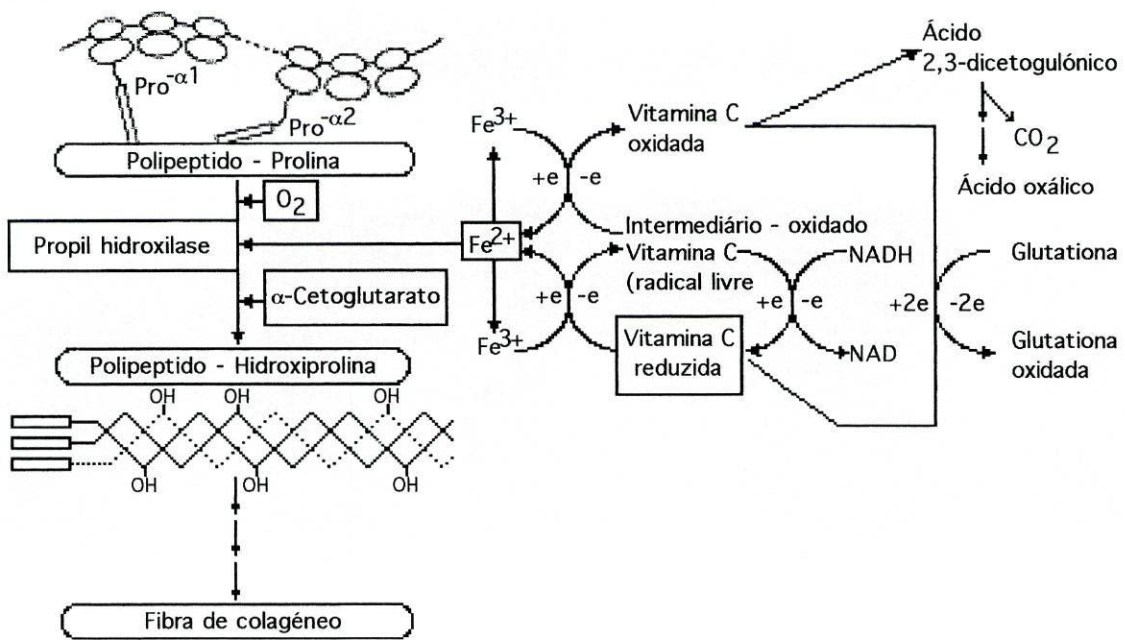 Pro-α1
Pro-α2
Polipeptido - Prolina
O2
Propil hidroxilase
α-Cetoglutarato
Polipeptido - Hidroxiprolina
OH OH OH
OH OH OH
Fibra de colagéneo
Fe3+
Vitamina C
oxidada
+e -e
Fe2+
Intermediário - oxidado
Vitamina C
(radical livre
+e -e
Fe3+
Vitamina C
reduzida
NADH
+e -e
NAD
Ácido
2,3-dicetogulónico
CO2
Ácido oxálico
Glutationa
+2e -2e
Glutationa
oxidada